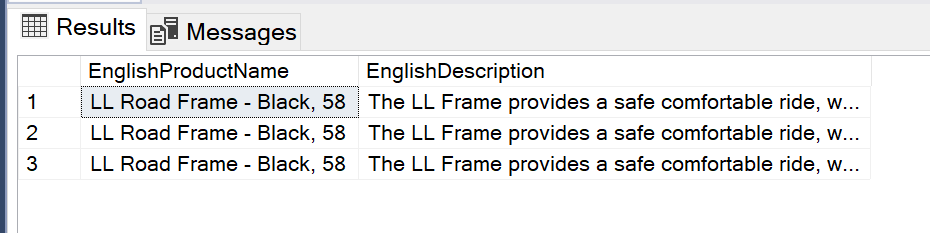 Results Messages
EnglishProductName EnglishDescription
1 LL Road Frame - Black, 58 The LL Frame provides a safe comfortable ride, w...
2 LL Road Frame - Black, 58 The LL Frame provides a safe comfortable ride, w...
3 LL Road Frame - Black, 58 The LL Frame provides a safe comfortable ride, w...